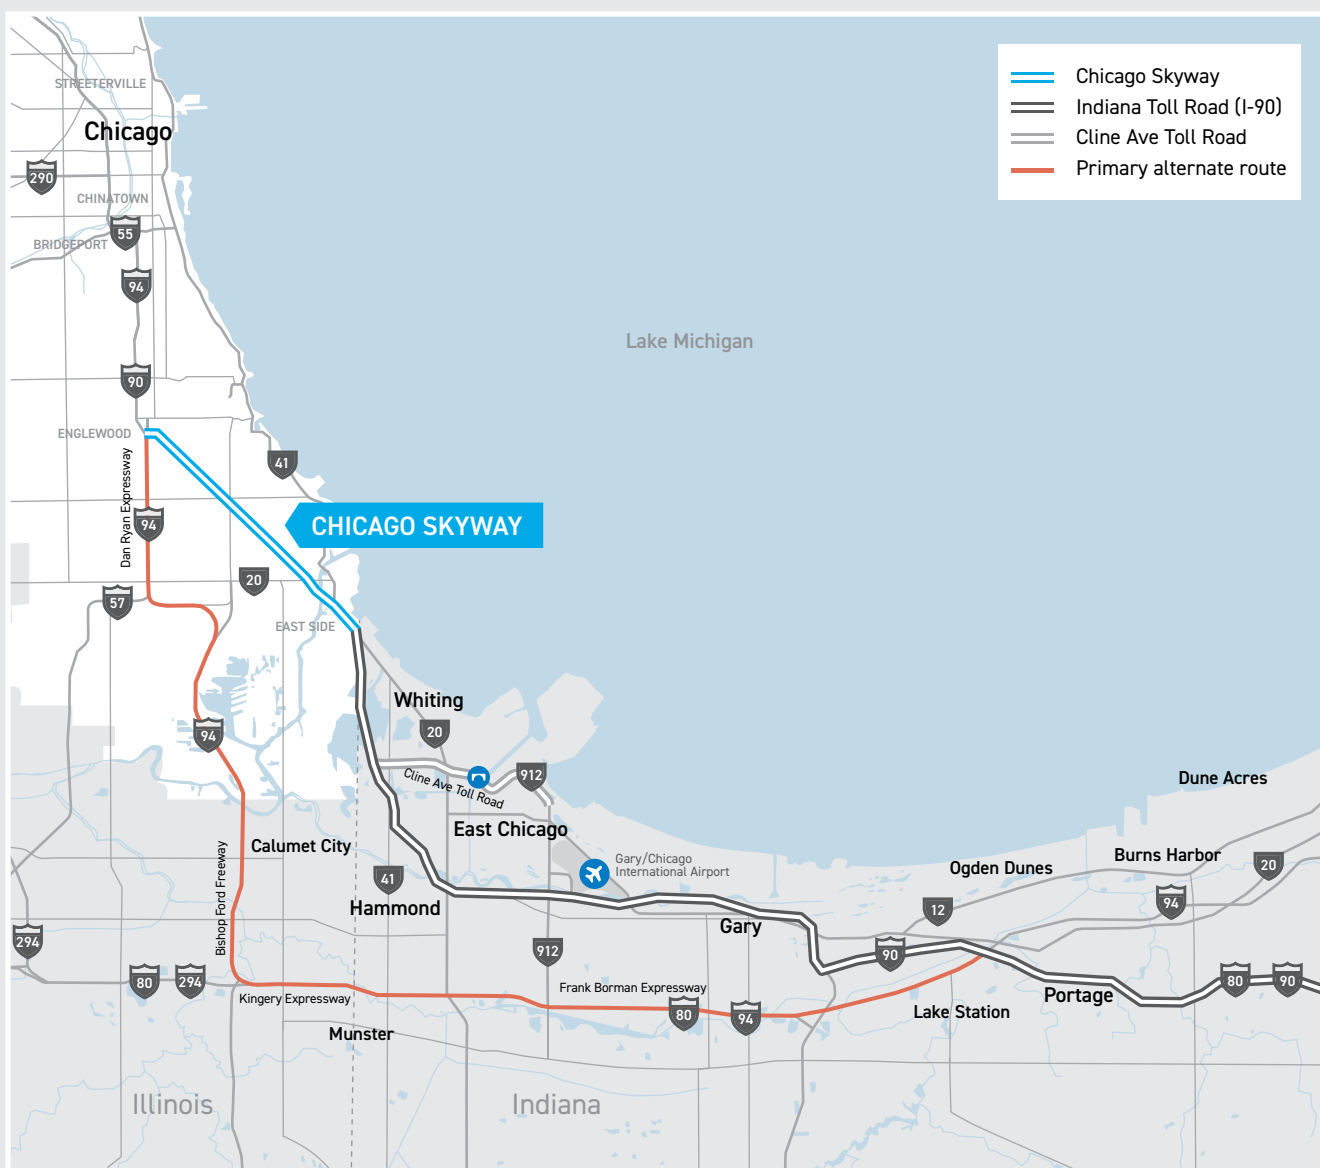 STREETERVILLE
Chicago
290
CHINATOWN
55
BRIDGEPORT
94
90
ENGLEWOOD
Dan Ryan Expressway
41
94
CHICAGO SKYWAY
20
57
EAST SIDE
94
Lake Michigan
Chicago Skyway
Indiana Toll Road (I-90)
Cline Ave Toll Road
Primary alternate route
Whiting
20
Cline Ave Toll Road
912
East Chicago
Gary/Chicago
International Airport
Calumet City
41
Hammond
Bishop Ford Freeway
294
80
294
Kingery Expressway
Munster
912
Frank Borman Expressway
80
94
Gary
90
12
Ogden Dunes
Burns Harbor
Dune Acres
20
94
Lake Station
Portage
80
90
Illinois
Indiana